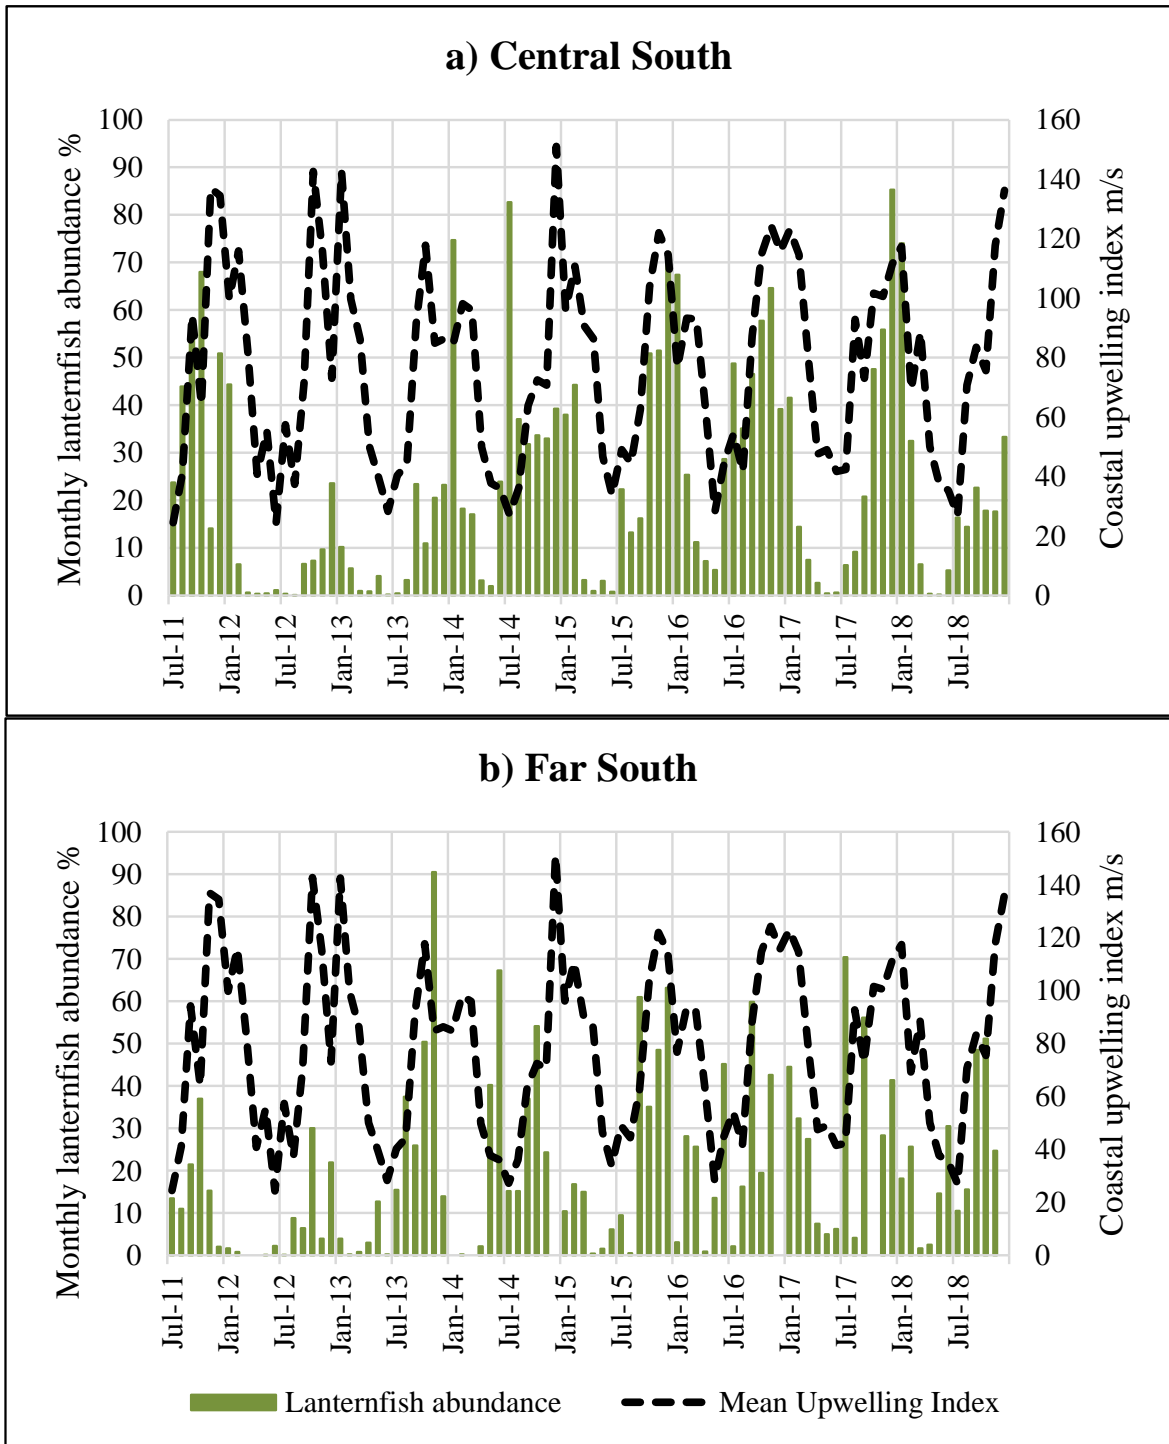 a) Central South
Monthly lanternfish abundance %
100
90
80
70
60
50
40
30
20
10
0
160
140
120
100
80
60
40
20
0
Coastal upwelling index m/s
Jul-11
Jan-12
Jul-12
Jan-13
Jul-13
Jan-14
Jul-14
Jan-15
Jul-15
Jan-16
Jul-16
Jan-17
Jul-17
Jan-18
Jul-18
b) Far South
Monthly lanternfish abundance %
100
90
80
70
60
50
40
30
20
10
0
160
140
120
100
80
60
40
20
0
Coastal upwelling index m/s
Jul-11
Jan-12
Jul-12
Jan-13
Jul-13
Jan-14
Jul-14
Jan-15
Jul-15
Jan-16
Jul-16
Jan-17
Jul-17
Jan-18
Jul-18
Lanternfish abundance
Mean Upwelling Index